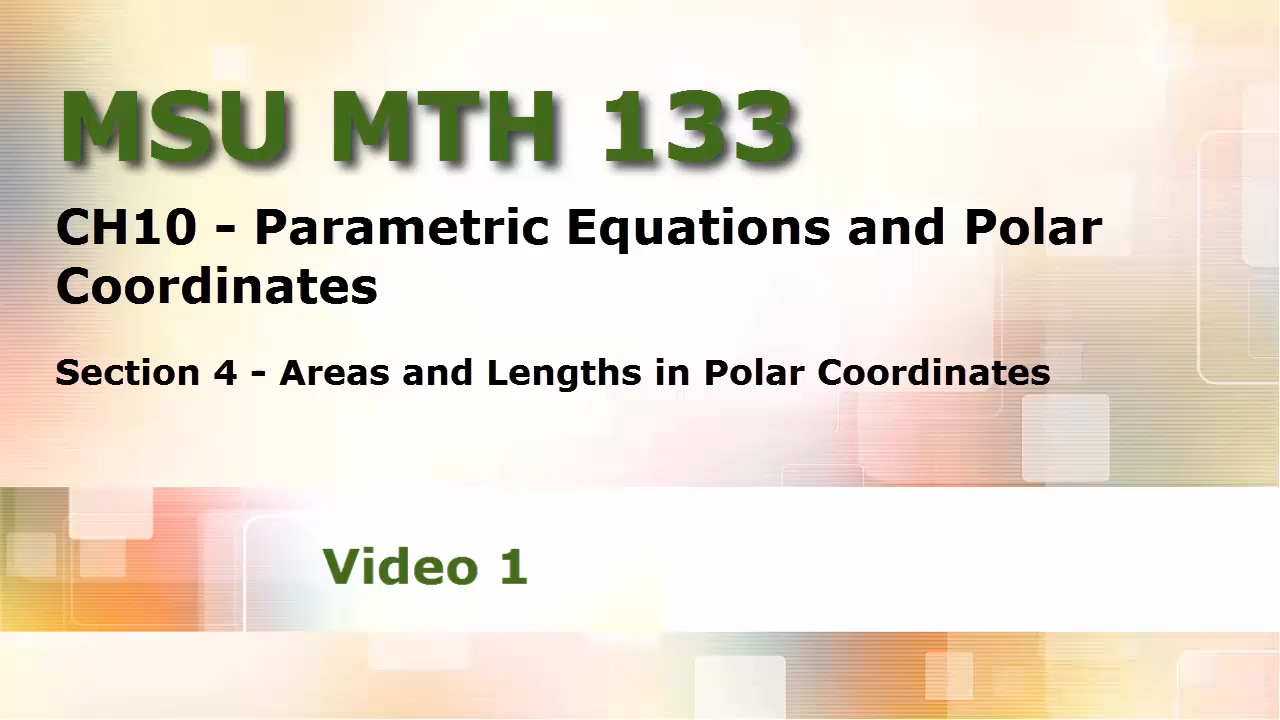 MSU MTH 133
CH10 - Parametric Equations and Polar
Coordinates
Section 4 - Areas and Lengths in Polar Coordinates
Video 1